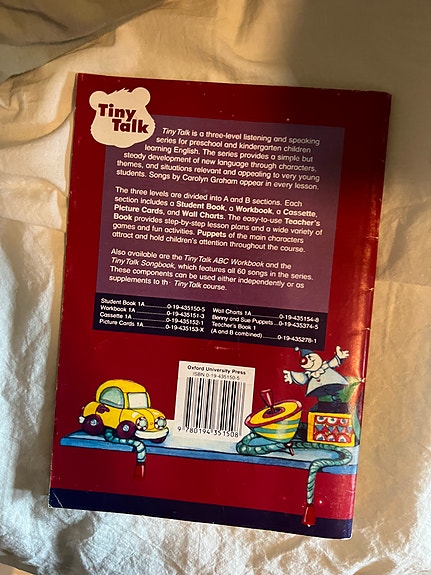 Tiny
Talk
Tiny Talk is a three-level listening and speaking
series for preschool and kindergarten children
learning English. The series provides a simple but
steady development of new language through characters,
themes, and situations relevant and appealing to very young
students. Songs by Carolyn Graham appear in every lesson.
The three levels are divided into A and B sections. Each
section includes a Student Book, a Workbook, a Cassette,
Picture Cards, and Wall Charts. The easy-to-use Teacher's
Book provides step-by-step lesson plans and a wide variety of
games and fun activities. Puppets of the main characters
attract and hold children's attention throughout the course.
Also available are the Tiny Talk ABC Workbook and the
Tiny Talk Songbook, which features all 60 songs in the series.
These components can be used either independently or as
supplements to th Tiny Talk course.
Student Book 1A 0-19-435150-5
Workbook 1A 0-19-435151-3
Cassette 1A 0-19-435152-1
Picture Cards 1A 0-19-435153-X
Wall Charts 1A 0-19-435154-8
Benny and Sue Puppets 0-19-435374-5
Teacher's Book 1
(A and B combined) 0-19-435278-1
Oxford University Press
ISBN 0-19-435150-5
9 780194 351508